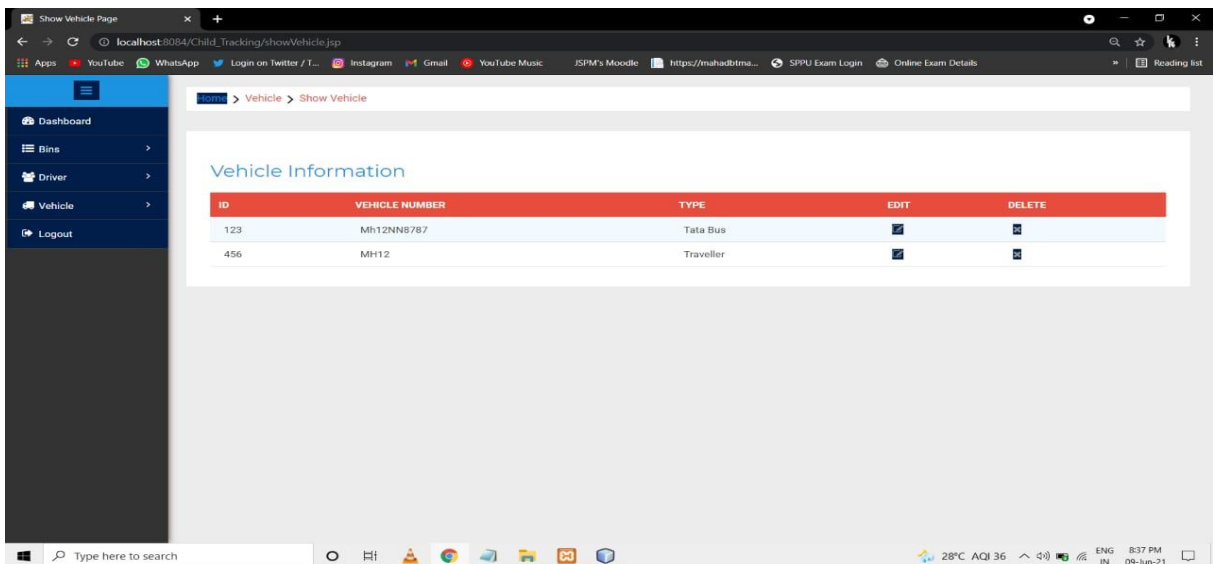 Show Vehicle Page
localhost:8084/Child_Tracking/showVehicle.jsp
Apps YouTube WhatsApp Login on Twitter / T... Instagram Gmail YouTube Music JSPM's Moodle https://mahadbtma... SPPU Exam Login Online Exam Details » Reading list
Home > Vehicle > Show Vehicle
Dashboard
Bins
Driver
Vehicle
Logout
Vehicle Information
ID VEHICLE NUMBER TYPE EDIT DELETE
123 Mh12NN8787 Tata Bus
456 MH12 Traveller
Type here to search
28°C AQI 36 ENG 8:37 PM
IN 09-Jun-21